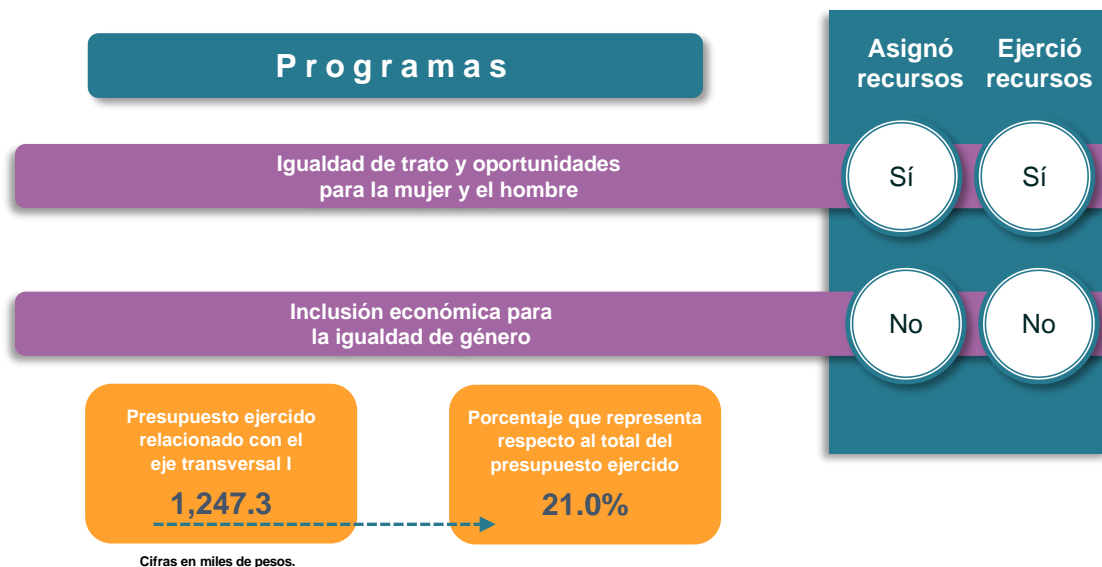 Programas
Asignó
recursos
Ejerció
recursos
Igualdad de trato y oportunidades
para la mujer y el hombre
Sí
Sí
Inclusión económica para
la igualdad de género
No
No
Presupuesto ejercido
relacionado con el
eje transversal I
1,247.3
Porcentaje que representa
respecto al total del
presupuesto ejercido
21.0%
Cifras en miles de pesos.